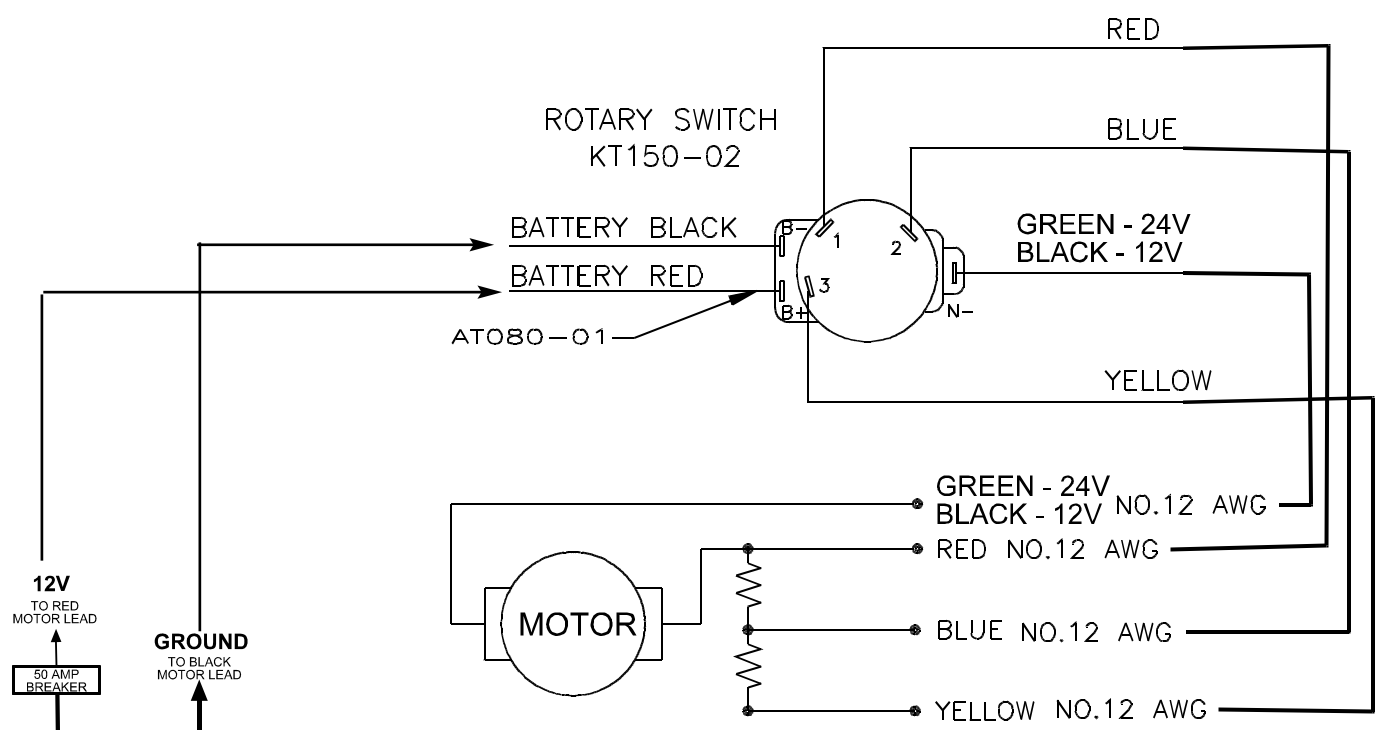 RED
ROTARY SWITCH
KT150-02
BLUE
BATTERY BLACK
B-
1
2
GREEN - 24V
BLACK - 12V
BATTERY RED
3
B+
N-
AT080-01
YELLOW
GREEN - 24V
BLACK - 12V
NO.12 AWG
RED NO.12 AWG
12V
TO RED
MOTOR LEAD
MOTOR
BLUE NO.12 AWG
GROUND
TO BLACK
MOTOR LEAD
50 AMP
BREAKER
YELLOW NO.12 AWG